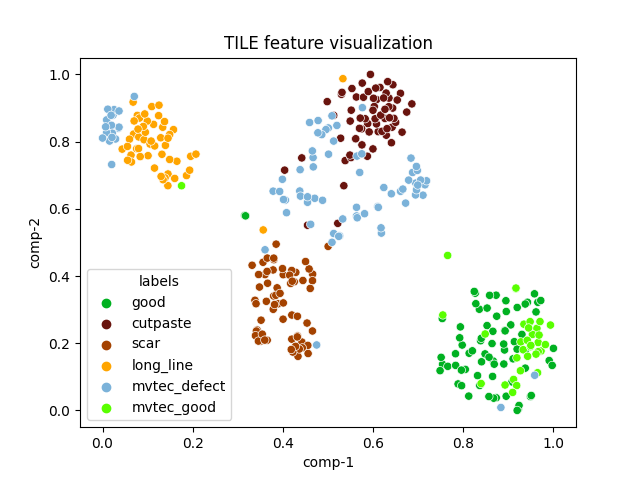 TILE feature visualization
comp-2
1.0
0.8
0.6
0.4
0.2
0.0
labels
good
cutpaste
scar
long_line
mvtec_defect
mvtec_good
0.0 0.2 0.4 0.6 0.8 1.0
comp-1